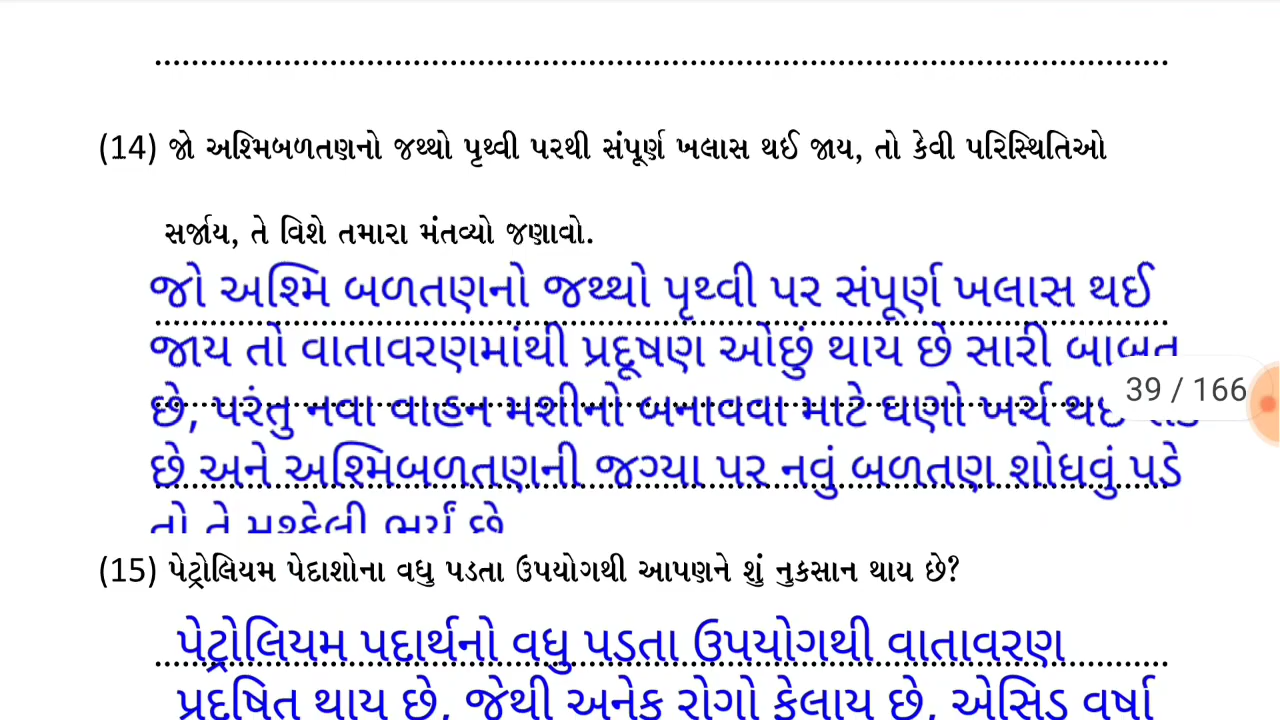 (14) જો અશ્મિબળતણનો જથ્થો પૃથ્વી પરથી સંપૂર્ણ ખલાસ થઈ જાય, તો કેવી પરિસ્થિતિઓ
સર્જાય, તે વિશે તમારા મંતવ્યો જણાવો.
જો અશ્મિ બળતણનો જથ્થો પૃથ્વી પર સંપૂર્ણ ખલાસ થઈ
જાય તો વાતાવરણમાંથી પ્રદૂષણ ઓછું થાય છે સારી બાબત
છે, પરંતુ નવા વાહન મશીનો બનાવવા માટે ઘણો ખર્ચ
39 / 166
છે અને અશ્મિબળતણની જગ્યા પર નવું બળતણ શોધવું પડે
તો તે મુશ્કેલી ભર્યું છે
(15) પેટ્રોલિયમ પેદાશોના વધુ પડતા ઉપયોગથી આપણને શું નુકસાન થાય છે?
પેટ્રોલિયમ પદાર્થનો વધુ પડતા ઉપયોગથી વાતાવરણ
પ્રદૂષિત થાય છે, જેથી અનેક રોગો ફેલાય છે, એસિડ વર્ષા